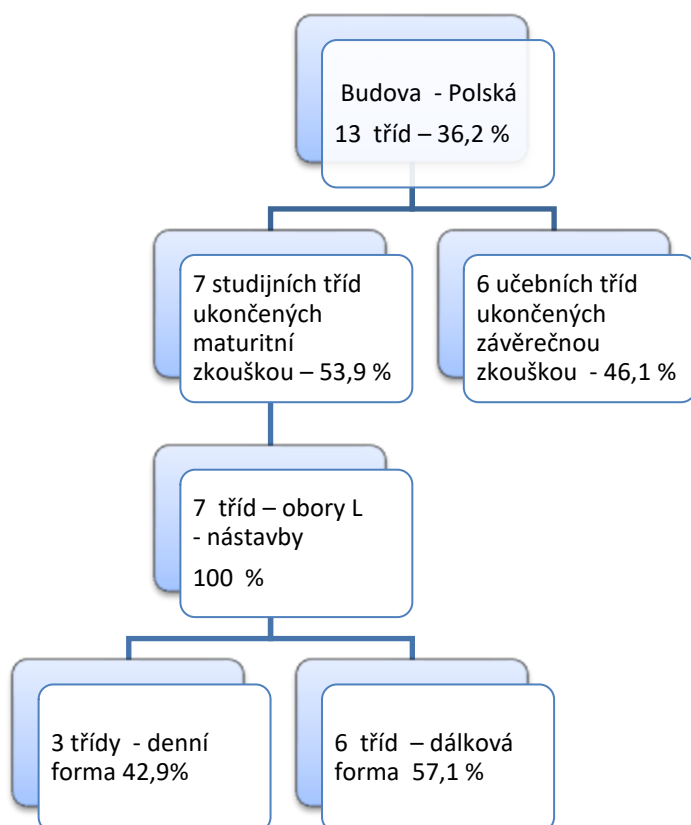 Budova - Polská
13 tříd – 36,2 %
7 studijních tříd
ukončených
maturitní
zkouškou – 53,9 %
6 učebních tříd
ukončených
závěrečnou
zkouškou - 46,1 %
7 tříd – obory L
- nástavby
100 %
3 třídy - denní
forma 42,9%
6 tříd – dálková
forma 57,1 %